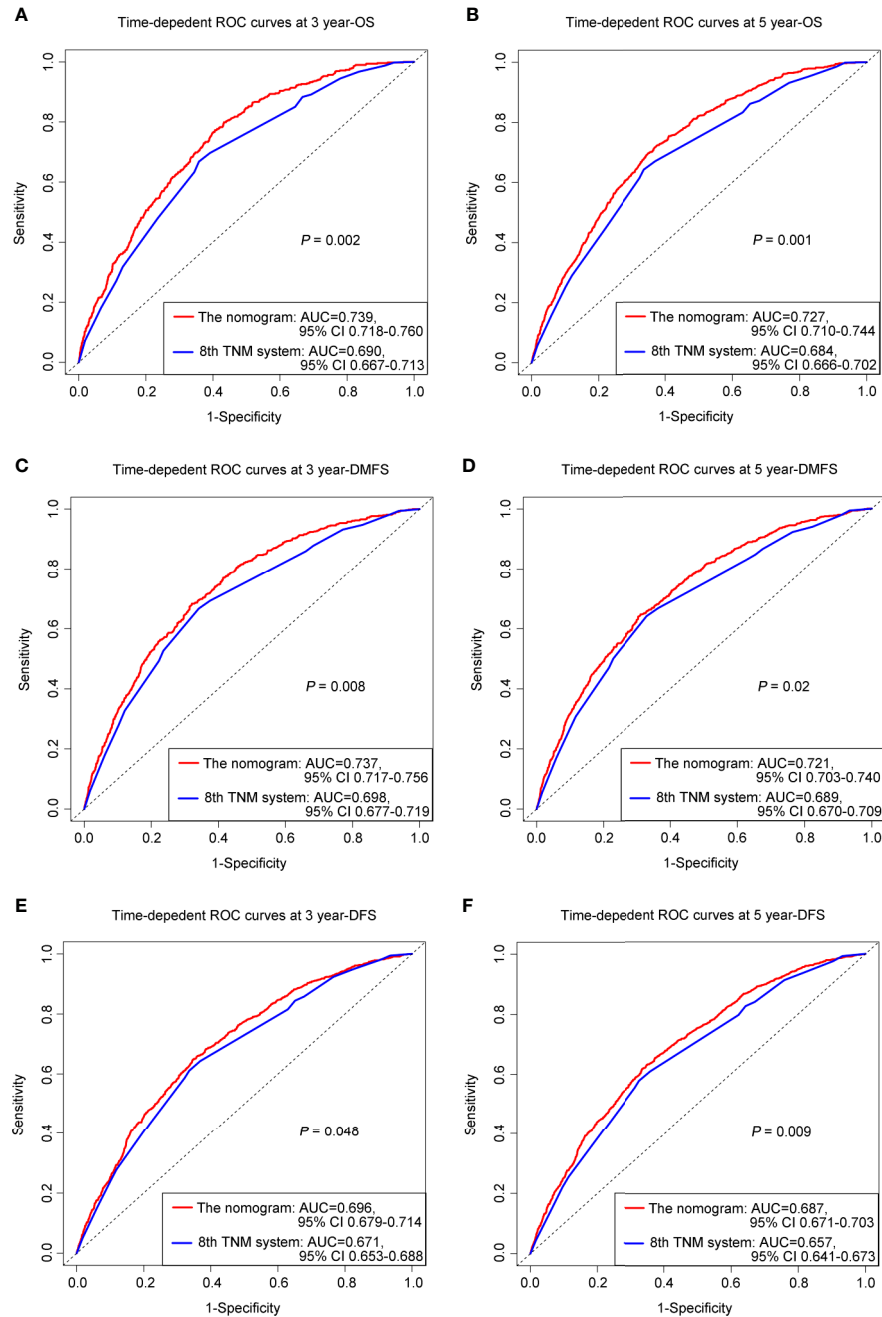 A
Time-depedent ROC curves at 3 year-OS
Sensitivity
0.0 0.2 0.4 0.6 0.8 1.0
P = 0.002
The nomogram: AUC=0.739,
95% CI 0.718-0.760
8th TNM system: AUC=0.690,
95% CI 0.667-0.713
0.0 0.2 0.4 0.6 0.8 1.0
1-Specificity
B
Time-depedent ROC curves at 5 year-OS
Sensitivity
0.0 0.2 0.4 0.6 0.8 1.0
P = 0.001
The nomogram: AUC=0.727,
95% CI 0.710-0.744
8th TNM system: AUC=0.684,
95% CI 0.666-0.702
0.0 0.2 0.4 0.6 0.8 1.0
1-Specificity
C
Time-depedent ROC curves at 3 year-DMFS
Sensitivity
0.0 0.2 0.4 0.6 0.8 1.0
P = 0.008
The nomogram: AUC=0.737,
95% CI 0.717-0.756
8th TNM system: AUC=0.698,
95% CI 0.677-0.719
0.0 0.2 0.4 0.6 0.8 1.0
1-Specificity
D
Time-depedent ROC curves at 5 year-DMFS
Sensitivity
0.0 0.2 0.4 0.6 0.8 1.0
P = 0.02
The nomogram: AUC=0.721,
95% CI 0.703-0.740
8th TNM system: AUC=0.689,
95% CI 0.670-0.709
0.0 0.2 0.4 0.6 0.8 1.0
1-Specificity
E
Time-depedent ROC curves at 3 year-DFS
Sensitivity
0.0 0.2 0.4 0.6 0.8 1.0
P = 0.048
The nomogram: AUC=0.696,
95% CI 0.679-0.714
8th TNM system: AUC=0.671,
95% CI 0.653-0.688
0.0 0.2 0.4 0.6 0.8 1.0
1-Specificity
F
Time-depedent ROC curves at 5 year-DFS
Sensitivity
0.0 0.2 0.4 0.6 0.8 1.0
P = 0.009
The nomogram: AUC=0.687,
95% CI 0.671-0.703
8th TNM system: AUC=0.657,
95% CI 0.641-0.673
0.0 0.2 0.4 0.6 0.8 1.0
1-Specificity